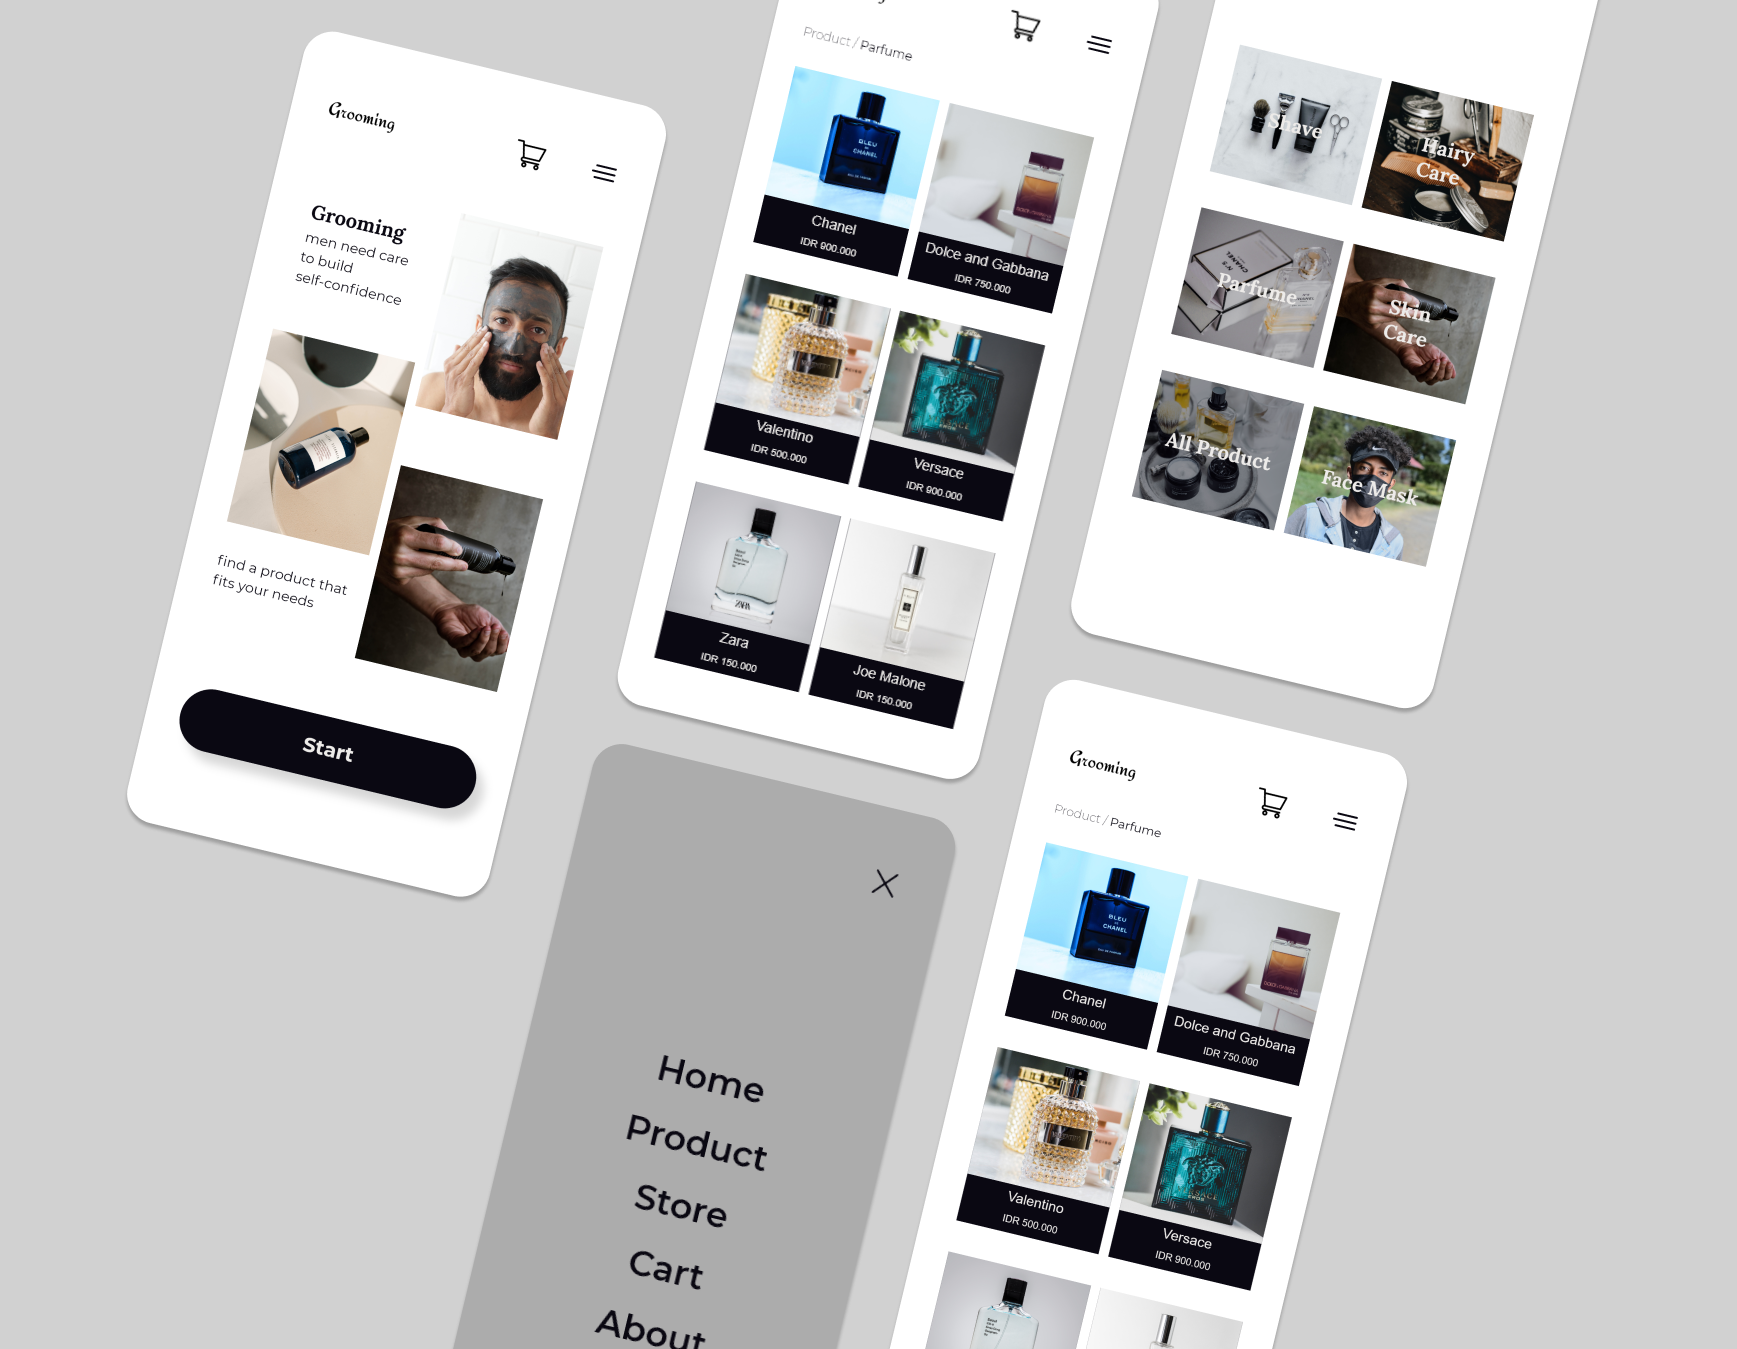 Grooming
Grooming
men need care
to build
self-confidence
find a product that
fits your needs
Start
Product / Parfume
BLEU
DE
CHANEL
Chanel
IDR 900.000
Dolce and Gabbana
IDR 750.000
Valentino
IDR 500.000
Versace
IDR 900.000
ZARA
Zara
IDR 150.000
Joe Malone
IDR 150.000
Shave
Hairy
Care
CHANEL
Parfume
Skin
Care
All Product
Face Mask
Home
Product
Store
Cart
About
Grooming
Product / Parfume
BLEU
DE
CHANEL
Chanel
IDR 900.000
Dolce and Gabbana
IDR 750.000
Valentino
IDR 500.000
Versace
IDR 900.000